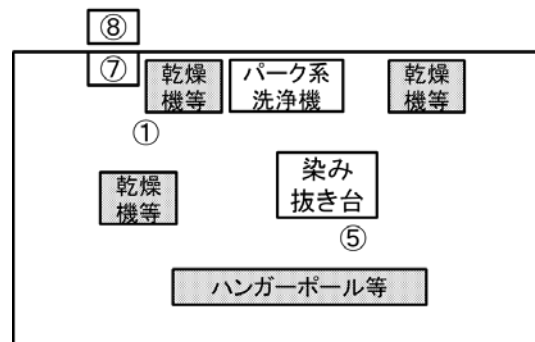 ⑧
⑦
乾燥
機等
パーク系
洗浄機
乾燥
機等
①
乾燥
機等
染み
抜き台
⑤
ハンガーポール等